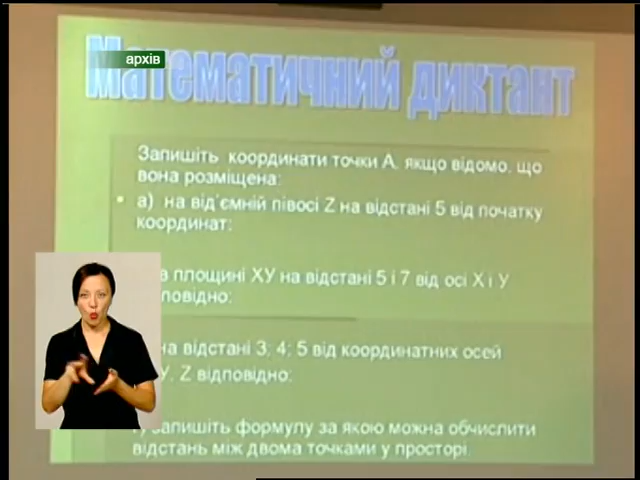 архів
Математичний диктант
Запишіть координати точки А, якщо відомо, що
вона розміщена:
• а) на від'ємній півосі Z на відстані 5 від початку
координат;
в площині ХУ на відстані 5 і 7 від осі Х і У
на відстані 3; 4; 5 від координатних осей
У, Z відповідно:
запишіть формулу за якою можна обчислити
відстань між двома точками у просторі.